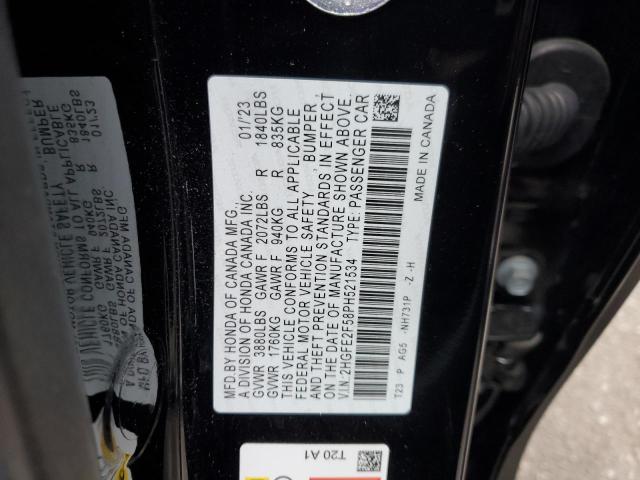 MFD.BY HONDA OF CANADA MFG.,
A DIVISION OF HONDA CANADA INC. 01/'23
GVWR 3880LBS GAWR F 2072LBS R 1840LBS
GVWR 1760KG GAWR F 940KG R 835KG
THIS VEHICLE CONFORMS TO ALL APPLICABLE
FEDERAL MOTOR VEHICLE SAFETY, BUMPER,
AND THEFT PREVENTION STANDARDS IN EFFECT
ON THE DATE OF MANUFACTURE SHOWN ABOVE.
V.I.N.:2HGFE2F58PH521534 TYPE: PASSENGER CAR
T23 P AG5 -NH731P -Z -H
MADE IN CANADA
T20 A1